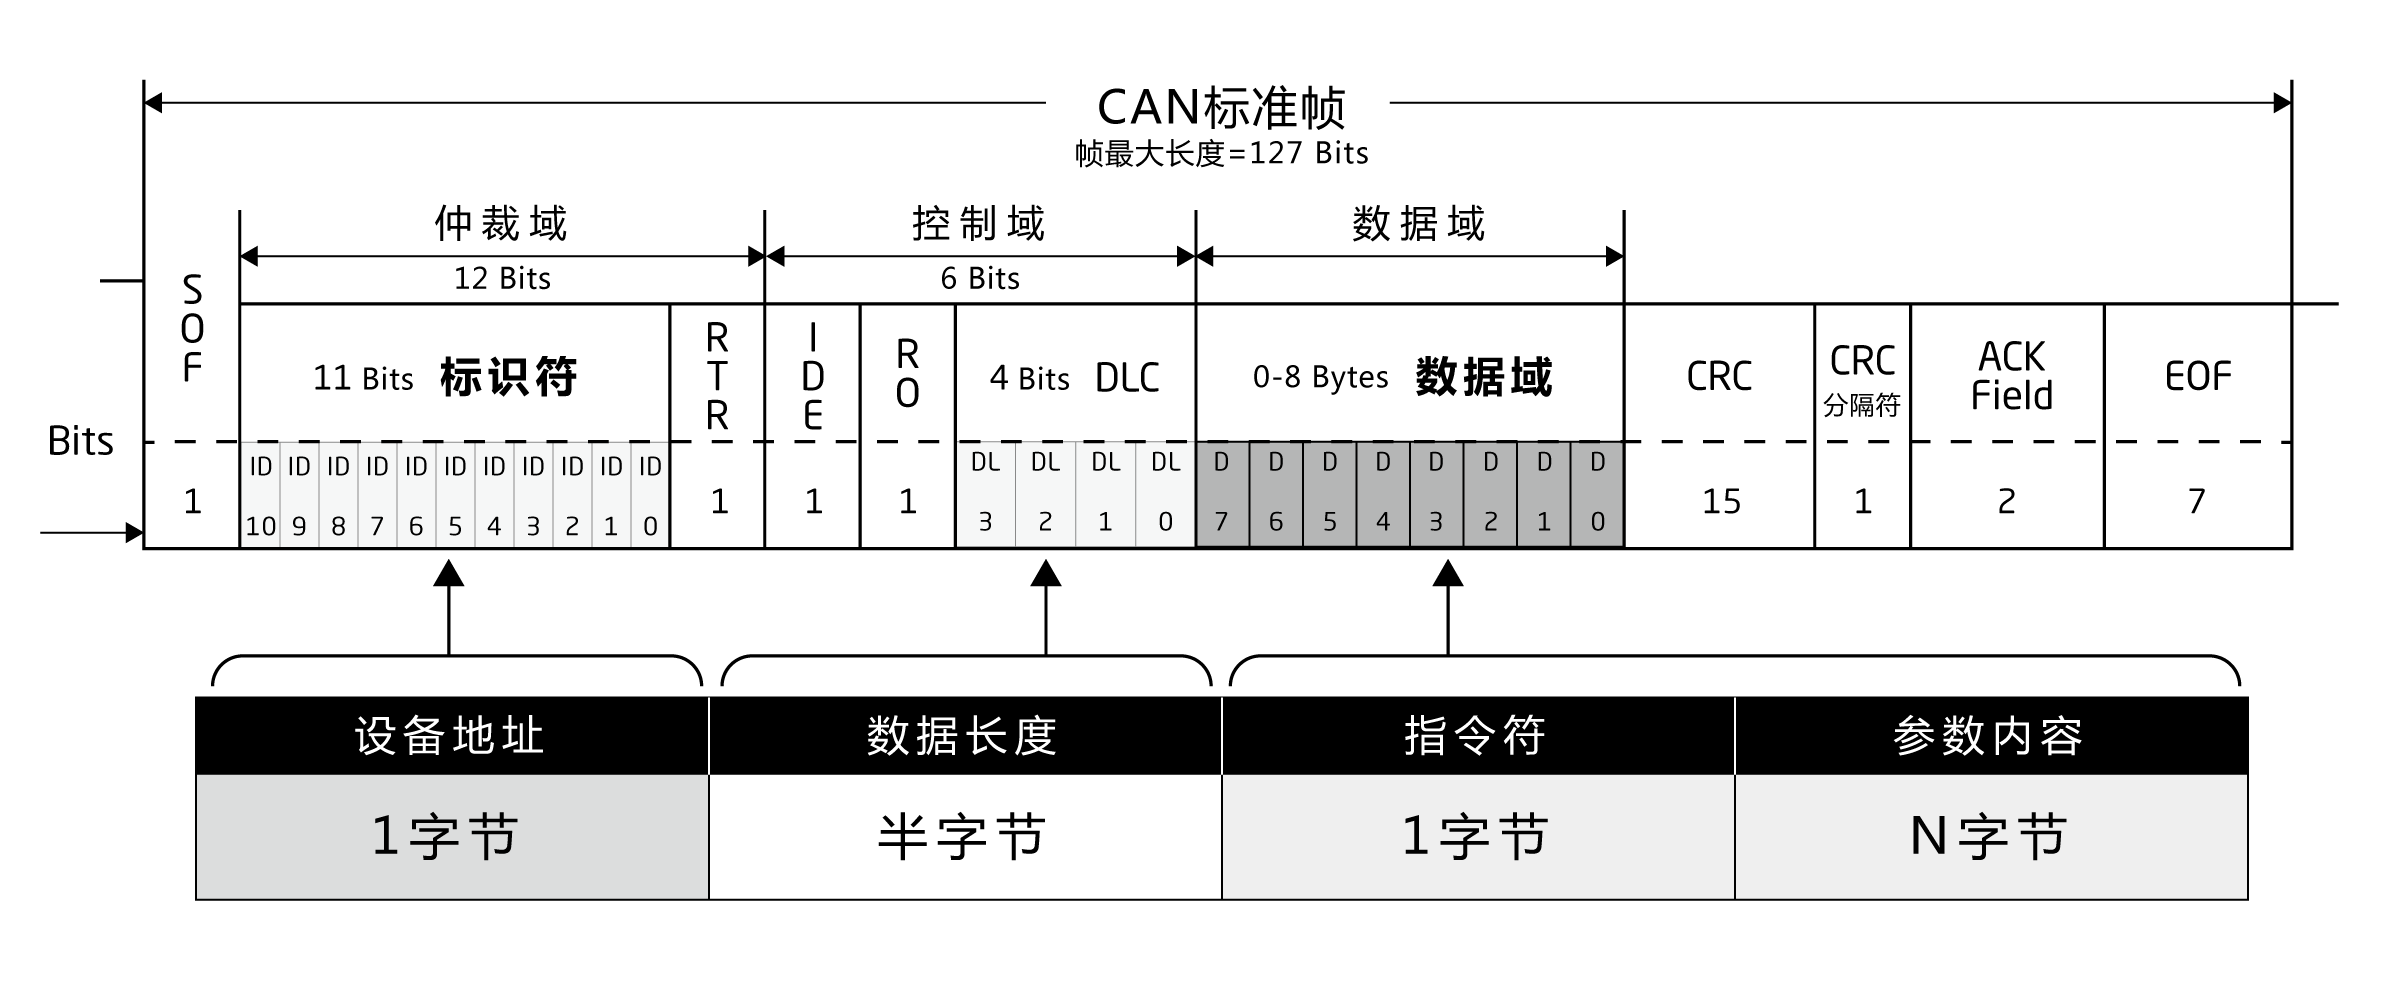 CAN标准帧
帧最大长度=127 Bits
仲裁域
控制域
数据域
12 Bits
6 Bits
SOF
11 Bits 标识符
RTR
IDE
RO
4 Bits DLC
0-8 Bytes 数据域
CRC
CRC
分隔符
ACK
Field
EOF
Bits
1
ID ID ID ID ID ID ID ID ID ID ID
10 9 8 7 6 5 4 3 2 1 0
1
1
1
DL DL DL DL
3 2 1 0
D D D D D D D D
7 6 5 4 3 2 1 0
15
1
2
7
设备地址 数据长度 指令符 参数内容
1字节 半字节 1字节 N字节